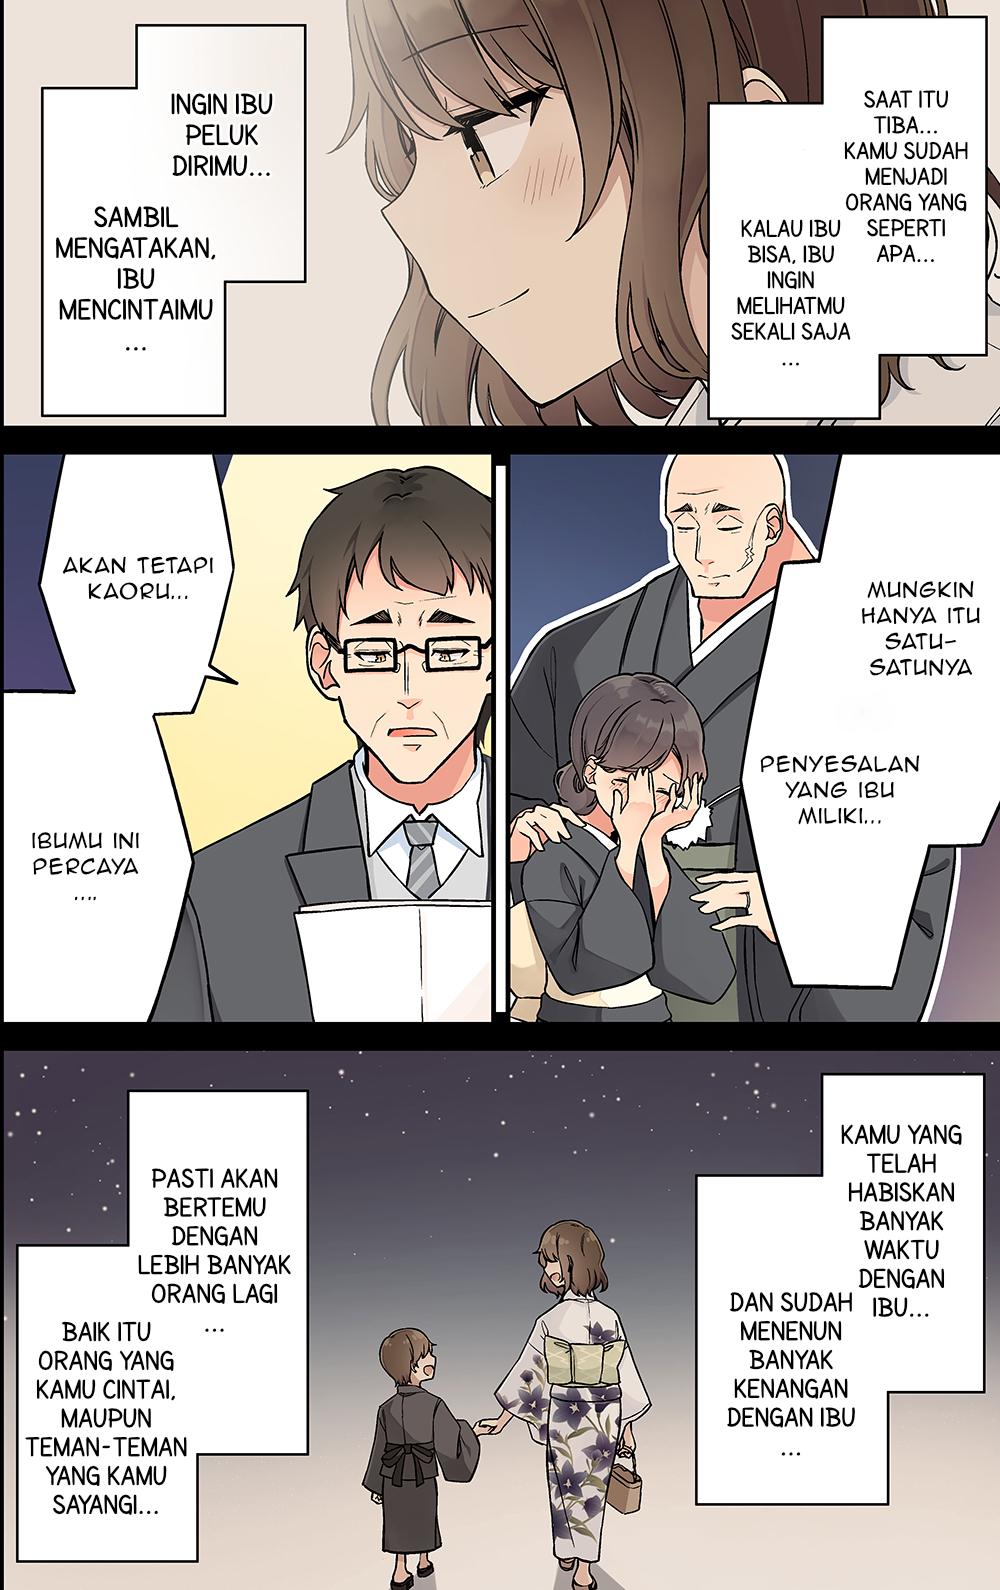 SAAT ITU
TIBA...
KAMU SUDAH
MENJADI
ORANG YANG
SEPERTI
APA...
KALAU IBU
BISA, IBU
INGIN
MELIHATMU
SEKALI SAJA
...
INGIN IBU
PELUK
DIRIMU...
SAMBIL
MENGATAKAN,
IBU
MENCINTAIMU
...
MUNGKIN
HANYA ITU
SATU-
SATUNYA
PENYESALAN
YANG IBU
MILIKI...
AKAN TETAPI
KAORU...
IBUMU INI
PERCAYA
....
KAMU YANG
TELAH
HABISKAN
BANYAK
WAKTU
DENGAN
IBU...
DAN SUDAH
MENENUN
BANYAK
KENANGAN
DENGAN IBU
...
PASTI AKAN
BERTEMU
DENGAN
LEBIH BANYAK
ORANG LAGI
...
BAIK ITU
ORANG YANG
KAMU CINTAI,
MAUPUN
TEMAN-TEMAN
YANG KAMU
SAYANGI...